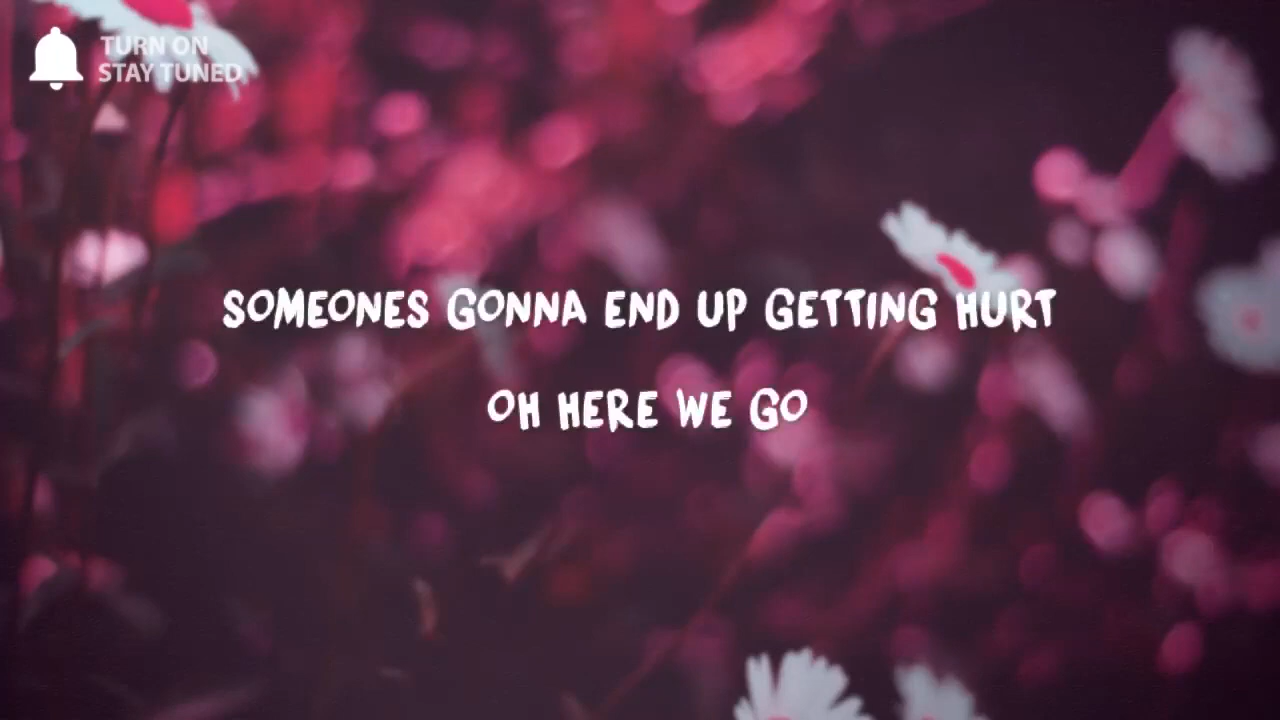 TURN ON
STAY TUNED
SOMEONES GONNA END UP GETTING HURT
OH HERE WE GO